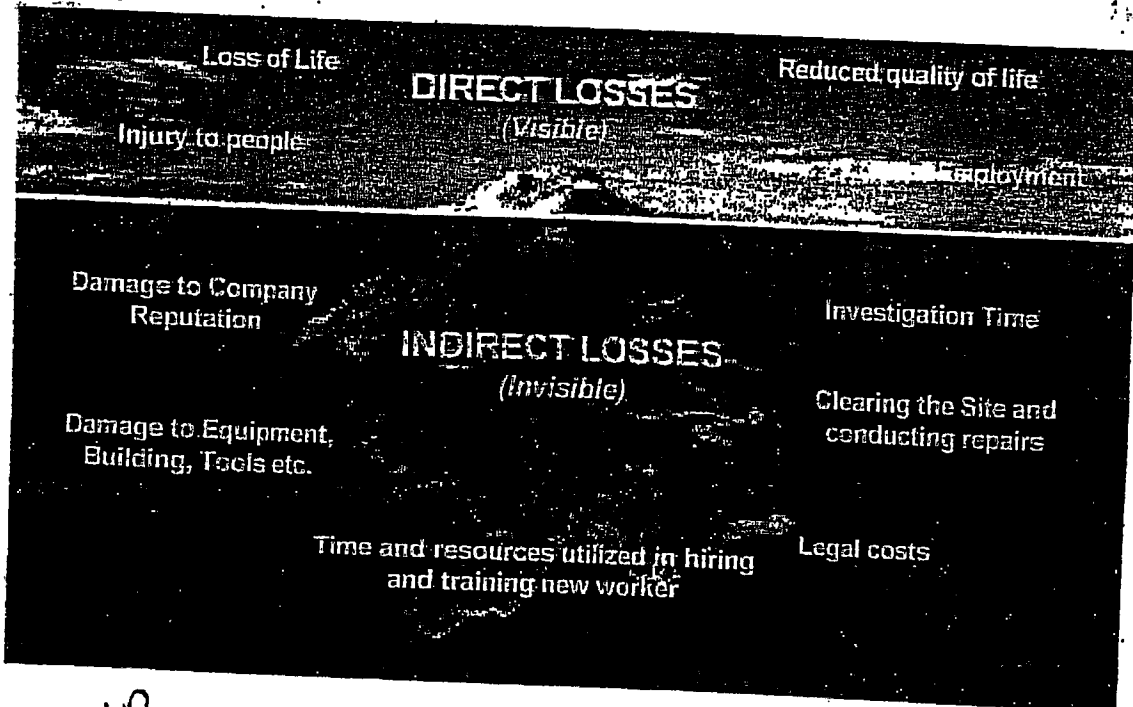 Loss of Life
DIRECT LOSSES
(Visible)
Reduced quality of life
Injury to people
Employment
Damage to Company
Reputation
INDIRECT LOSSES
(Invisible)
Investigation Time
Damage to Equipment,
Building, Tools etc.
Clearing the Site and
conducting repairs
Time and resources utilized in hiring
and training new worker
Legal costs